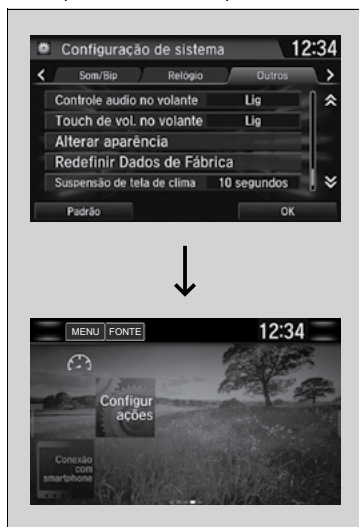 Configuração de sistema 12:34
Som/Bip Relógio Outros
Controle audio no volante Lig
Touch de vol. no volante Lig
Alterar aparência
Redefinir Dados de Fábrica
Suspensão de tela de clima 10 segundos
Padrão OK
MENU FONTE 12:34
Configur
ações
Conexão
com
smartphone